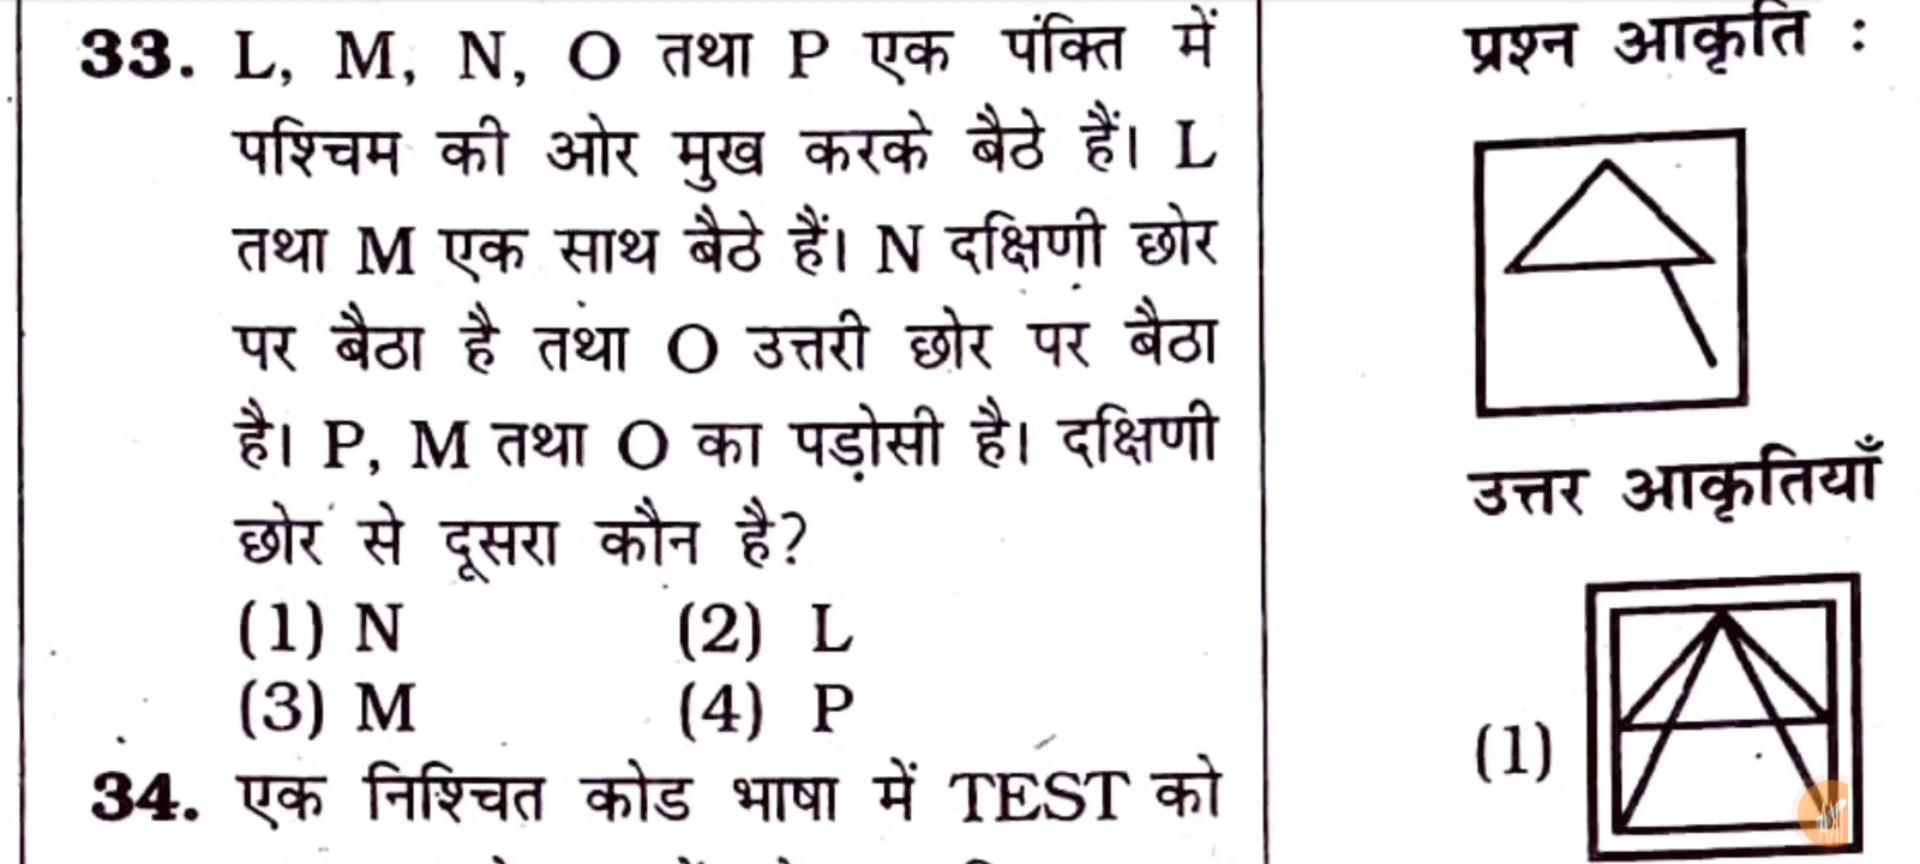 33. L, M, N, O तथा P एक पंक्ति में
पश्चिम की ओर मुख करके बैठे हैं। L
तथा M एक साथ बैठे हैं। N दक्षिणी छोर
पर बैठा है तथा O उत्तरी छोर पर बैठा
है। P, M तथा O का पड़ोसी है। दक्षिणी
छोर से दूसरा कौन है?
(1) N (2) L
(3) M (4) P
34. एक निश्चित कोड भाषा में TEST को
प्रश्न आकृति :
उत्तर आकृतियाँ
(1)